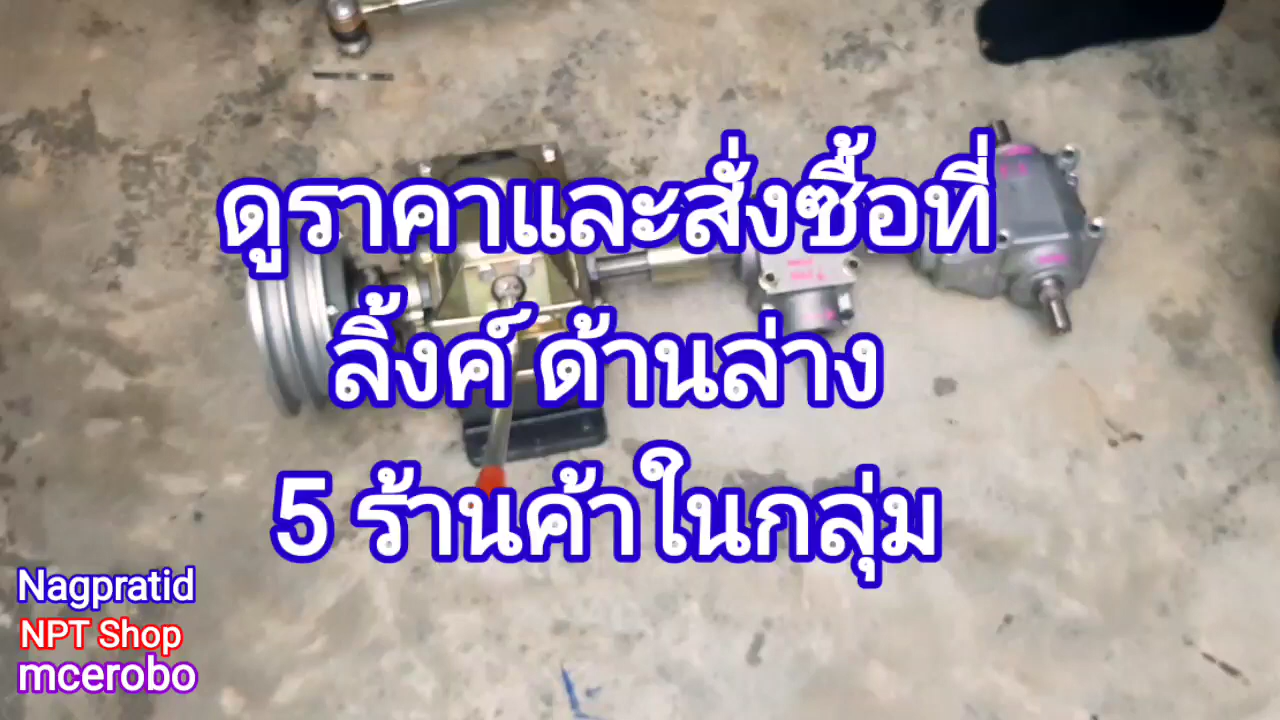 ดูราคาและสั่งซื้อที่
ลิ้งค์ ด้านล่าง
5 ร้านค้าในกลุ่ม
Nagpratid
NPT Shop
mcerobo